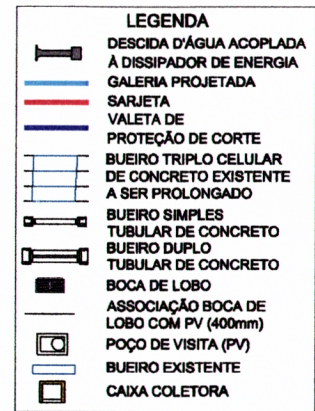 LEGENDA
DESCIDA D'ÁGUA ACOPLADA
À DISSIPADOR DE ENERGIA
GALERIA PROJETADA
SARJETA
VALETA DE
PROTEÇÃO DE CORTE
BUEIRO TRIPLO CELULAR
DE CONCRETO EXISTENTE
A SER PROLONGADO
BUEIRO SIMPLES
TUBULAR DE CONCRETO
BUEIRO DUPLO
TUBULAR DE CONCRETO
BOCA DE LOBO
ASSOCIAÇÃO BOCA DE
LOBO COM PV (400mm)
POÇO DE VISITA (PV)
BUEIRO EXISTENTE
CAIXA COLETORA